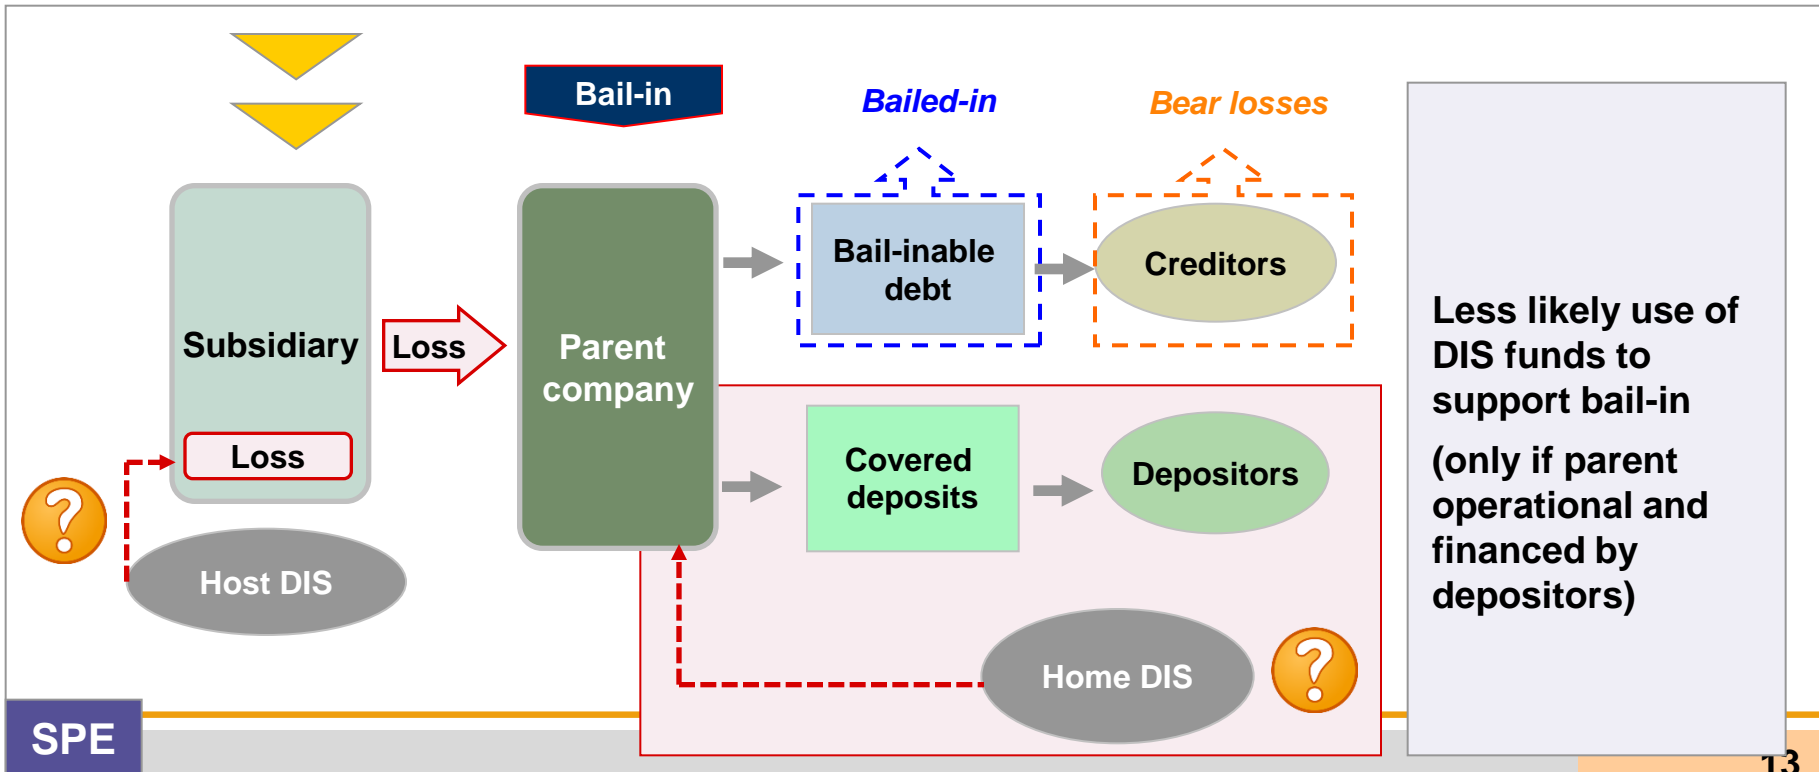 Bail-in
Bailed-in
Bear losses
Bail-inable
debt
Creditors
Subsidiary
Loss
Parent
company
Loss
Covered
deposits
Depositors
Host DIS
Home DIS
?
?
Less likely use of
DIS funds to
support bail-in
(only if parent
operational and
financed by
depositors)
SPE
13